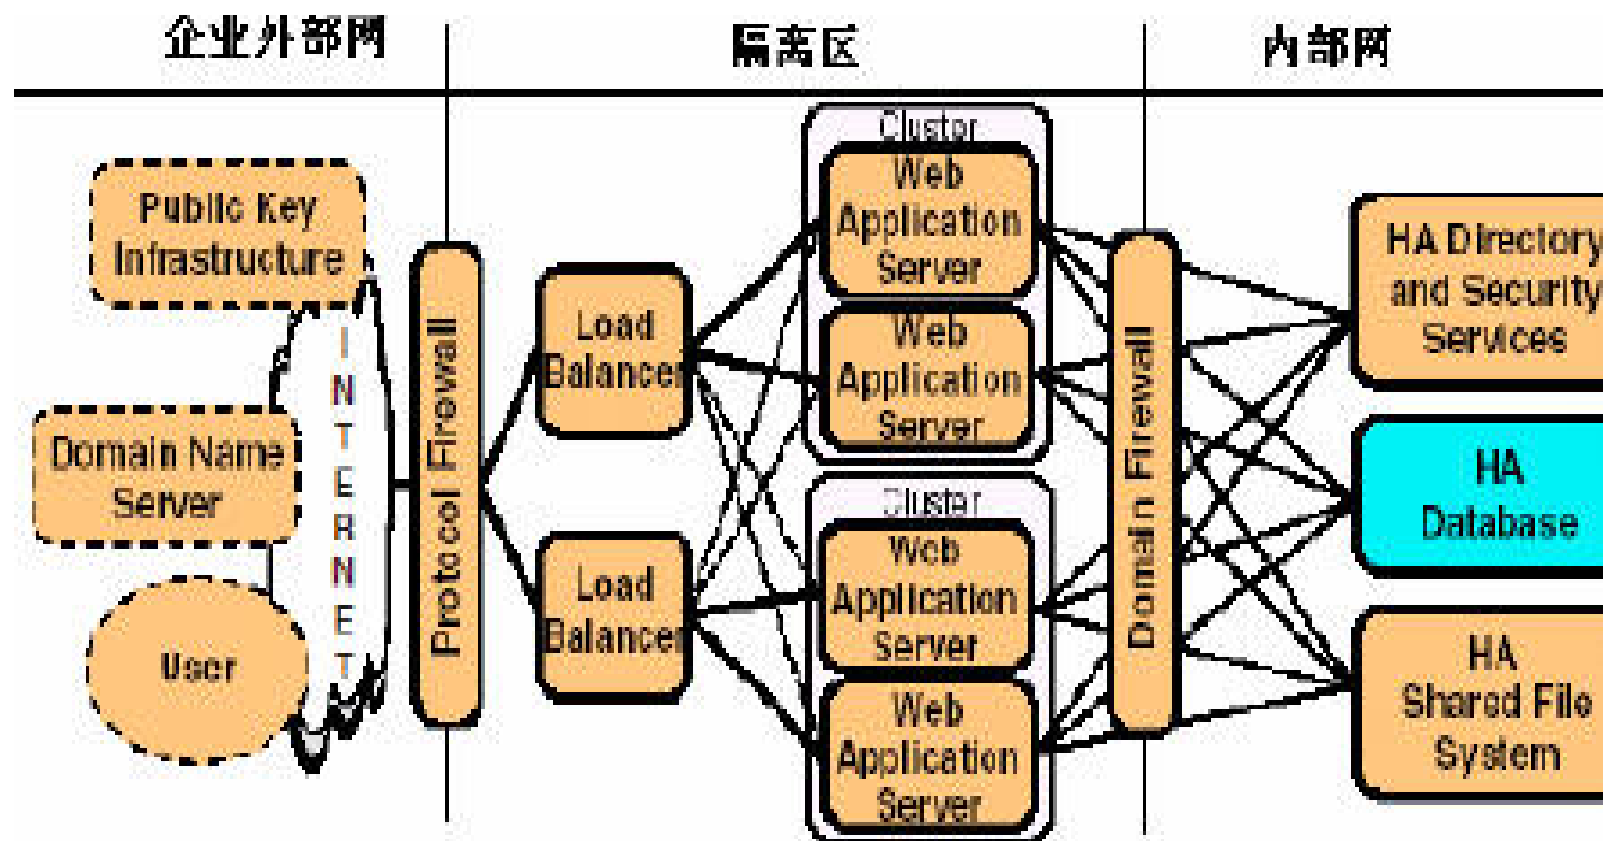 企业外部网
隔离区
内部网
Public Key
Infrastructure
Domain Name
Server
User
INTERNET
Protocol Firewall
Load
Balancer
Load
Balancer
Cluster
Web
Application
Server
Web
Application
Server
Cluster
Web
Application
Server
Web
Application
Server
Domain Firewall
HA Directory
and Security
Services
HA
Database
HA
Shared File
System